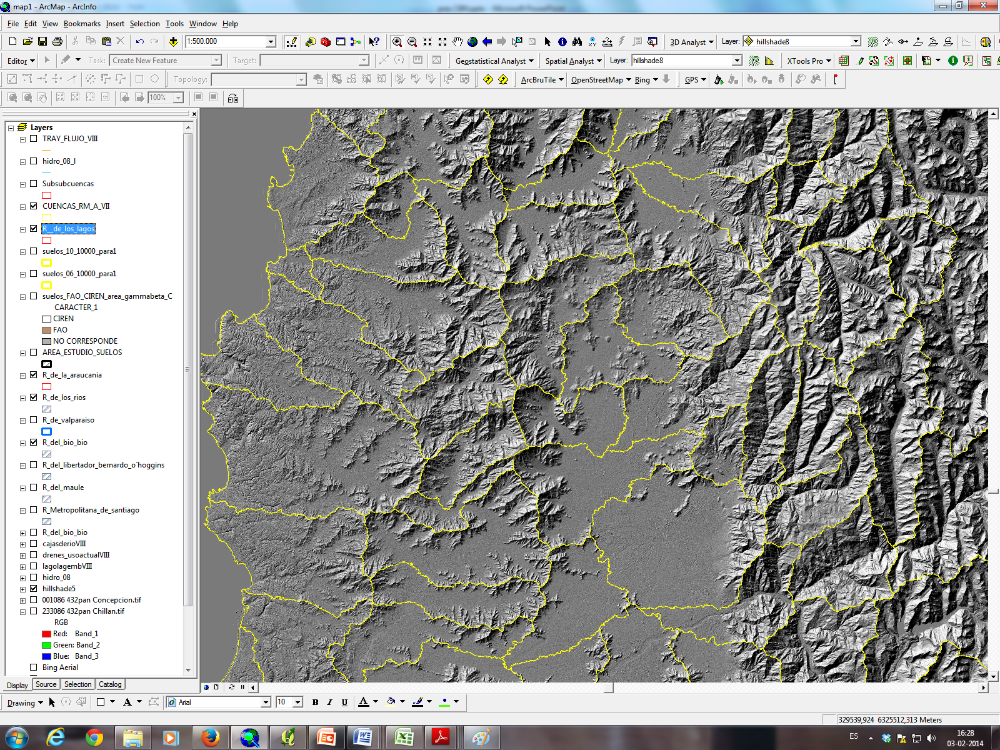 map1 - ArcMap - ArcInfo
File Edit View Bookmarks Insert Selection Tools Window Help
1:500.000
3D Analyst Layer: hillshade8
Editor Task: Create New Feature Target:
Geostatistical Analyst Spatial Analyst Layer: hillshade8 XTools Pro
Topology:
ArcBruTile OpenStreetMap Bing GPS
100%
Layers
TRAY_FLUJO_VIII
hidro_08_l
Subsubcuencas
CUENCAS_RM_A_VII
R__de_los_lagos
suelos_10_10000_para1
suelos_06_10000_para1
suelos_FAO_CIREN_area_gammabeta_C
CARACTER_1
CIREN
FAO
NO CORRESPONDE
AREA_ESTUDIO_SUELOS
R_de_la_araucania
R_de_los_rios
R_de_valparaiso
R_del_bio_bio
R_del_libertador_bernardo_o´hoggins
R_del_maule
R_Metropolitana_de_santiago
R_del_bio_bio
cajasderioVIII
drenes_usoactualVIII
lagolagembVIII
hidro_08
hillshade5
001086 432pan Concepcion.tif
233086 432pan Chillan.tif
RGB
Red: Band_1
Green: Band_2
Blue: Band_3
Bing Aerial
Display Source Selection Catalog
Drawing A Arial 10 B I U A
329539,924 6325512,313 Meters
ES
16:28
03-02-2014